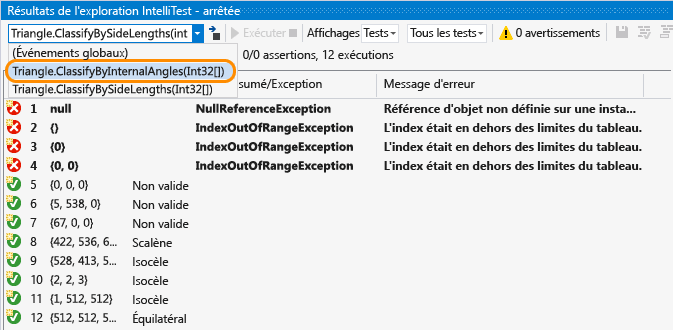 Résultats de l'exploration IntelliTest - arrêtée
Triangle.ClassifyBySideLengths(int Exécuter Affichages Tests Tous les tests 0 avertissements
(Événements globaux) 0/0 assertions, 12 exécutions
Triangle.ClassifyByInternalAngles(Int32[])
Triangle.ClassifyBySideLengths(Int32[]) sumé/Exception Message d'erreur
1 null NullReferenceException Référence d'objet non définie sur une insta...
2 {} IndexOutOfRangeException L'index était en dehors des limites du tableau.
3 {0} IndexOutOfRangeException L'index était en dehors des limites du tableau.
4 {0, 0} IndexOutOfRangeException L'index était en dehors des limites du tableau.
5 {0, 0, 0} Non valide
6 {5, 538, 0} Non valide
7 {67, 0, 0} Non valide
8 {422, 536, 6... Scalène
9 {528, 413, 5... Isocèle
10 {2, 2, 3} Isocèle
11 {1, 512, 512} Isocèle
12 {512, 512, 5... Équilatéral